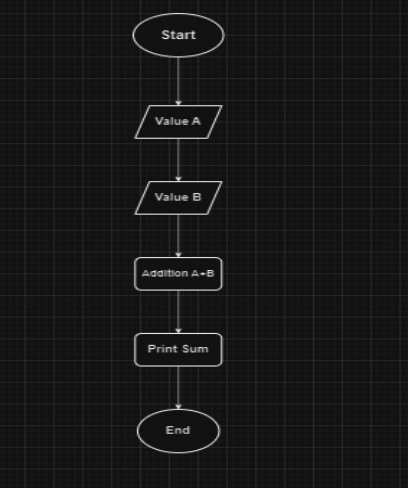 Start
Value A
Value B
Addition A+B
Print Sum
End